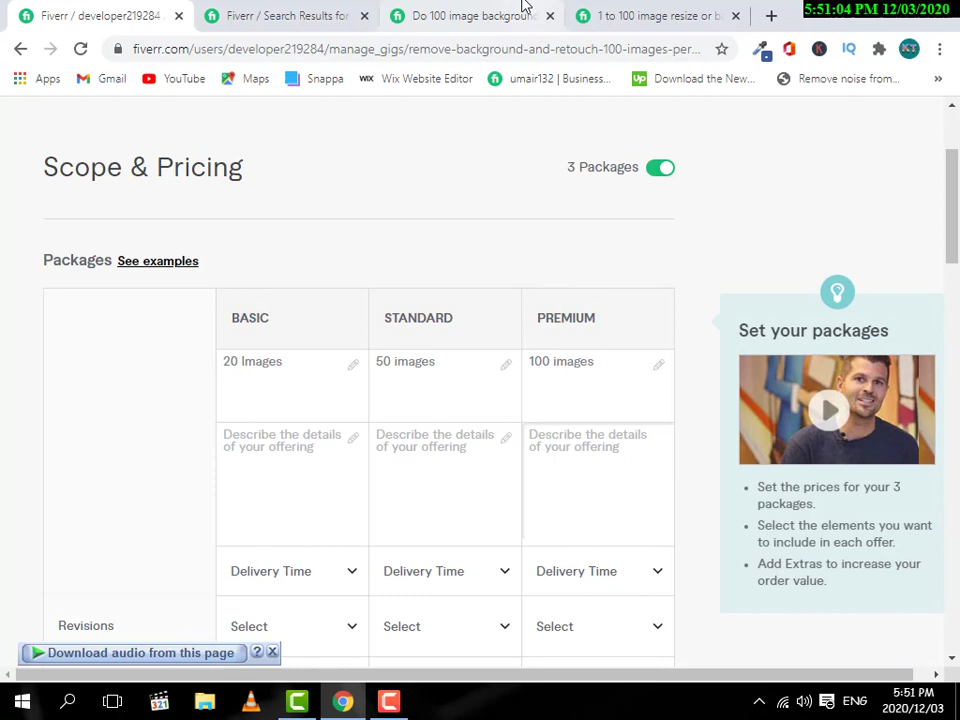 Fiverr / developer219284
Fiverr / Search Results for
Do 100 image background
1 to 100 image resize or b
5:51:04 PM 12/03/2020
fiverr.com/users/developer219284/manage_gigs/remove-background-and-retouch-100-images-per...
K
IQ
KT
Apps
Gmail
YouTube
Maps
Snappa
WIX Wix Website Editor
umair132 | Business...
Up Download the New...
Remove noise from...
»
Scope & Pricing
3 Packages
Packages See examples
BASIC
STANDARD
PREMIUM
20 Images
50 images
100 images
Describe the details
of your offering
Describe the details
of your offering
Describe the details
of your offering
Delivery Time
Delivery Time
Delivery Time
Revisions
Select
Select
Select
Set your packages
• Set the prices for your 3
packages.
• Select the elements you want
to include in each offer.
• Add Extras to increase your
order value.
Download audio from this page
ENG
5:51 PM
2020/12/03